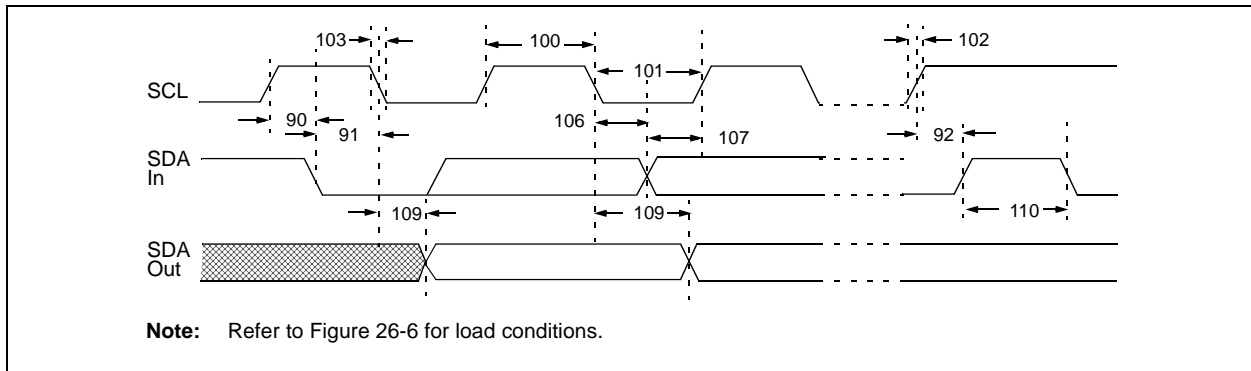 103
100
102
101
SCL
90
91
106
107
92
SDA
In
109
109
110
SDA
Out
Note: Refer to Figure 26-6 for load conditions.